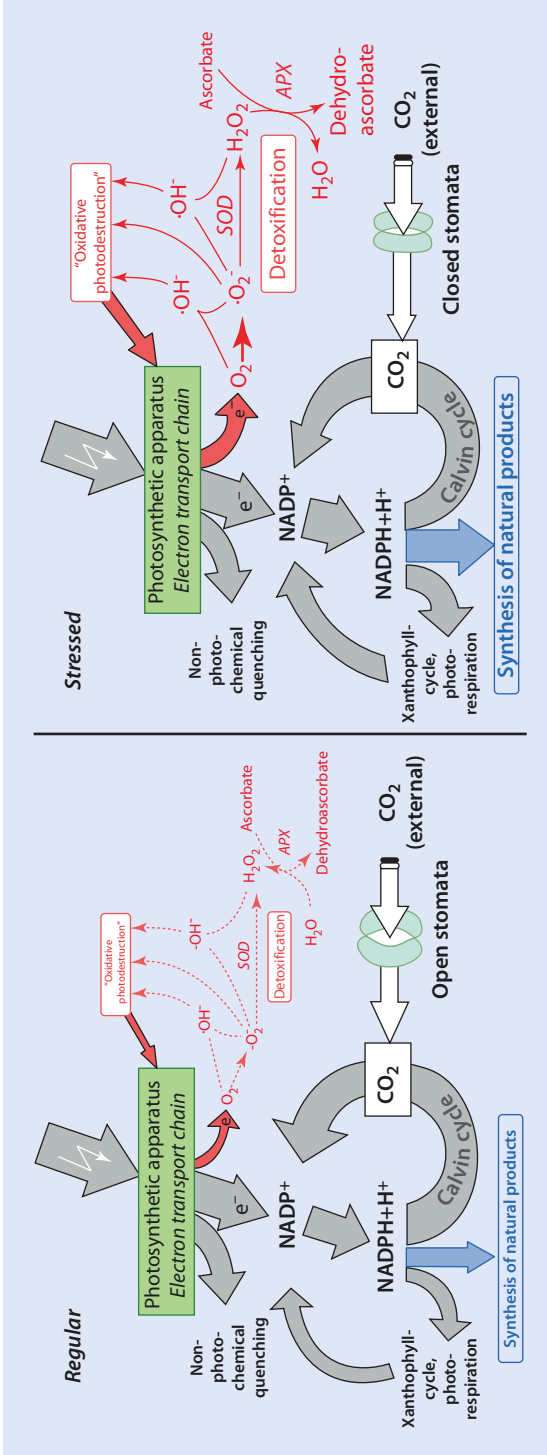 Regular
Photosynthetic apparatus
Electron transport chain
"Oxidative
photodestruction"
·OH⁻
·OH⁻
e⁻
e
O₂
·O₂⁻
SOD
H₂O₂
Ascorbate
APX
Detoxification
H₂O
Dehydroascorbate
Non-
photo-
chemical
quenching
NADP⁺
NADPH+H⁺
CO₂
Calvin cycle
Open stomata
CO₂
(external)
Xanthophyll-
cycle,
photo-
respiration
Synthesis of natural products
Stressed
Photosynthetic apparatus
Electron transport chain
"Oxidative
photodestruction"
·OH⁻
·OH⁻
e⁻
e⁻
O₂
·O₂⁻
SOD
H₂O₂
Ascorbate
APX
Detoxification
H₂O
Dehydro-
ascorbate
Non-
photo-
chemical
quenching
NADP⁺
NADPH+H⁺
CO₂
Calvin cycle
Closed stomata
CO₂
(external)
Xanthophyll-
cycle, photo-
respiration
Synthesis of natural products